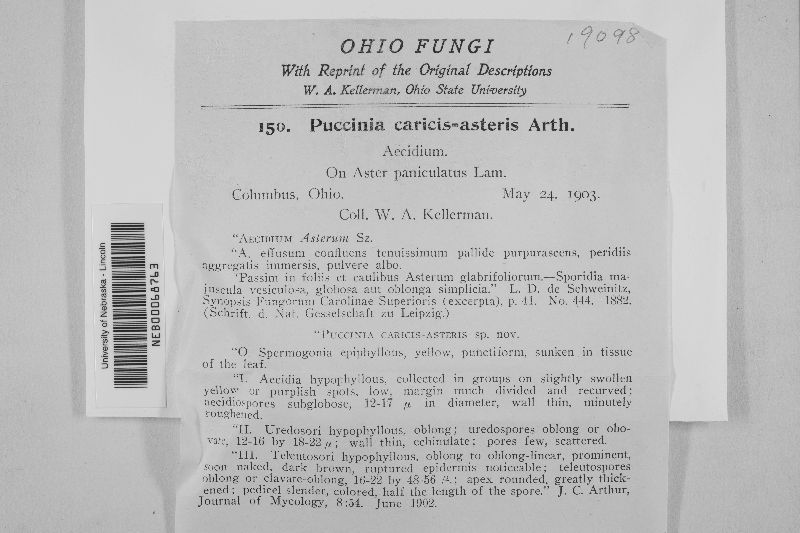 19098
OHIO FUNGI
With Reprint of the Original Descriptions
W. A. Kellerman, Ohio State University
150. Puccinia caricis-asteris Arth.
Aecidium.
On Aster paniculatus Lam.
Columbus, Ohio. May 24, 1903.
Coll. W. A. Kellerman.
"AECIDIUM Asterum Sz.
"A. effusum confluens tenuissimum pallide purpurascens, peridiis
aggregatis immersis, pulvere albo.
"Passim in foliis et caulibus Asterum glabrifoliorum.—Sporidia ma-
juscula vesiculosa, globosa aut oblonga simplicia." L. D. de Schweinitz,
Synopsis Fungorum Carolinae Superioris (excerpta), p. 41. No. 444. 1882.
(Schrift. d. Nat. Gesselschaft zu Leipzig.)
"PUCCINIA CARICIS-ASTERIS sp. nov.
"O Spermogonia epiphyllous, yellow, punctiform, sunken in tissue
of the leaf.
"I. Aecidia hypophyllous, collected in groups on slightly swollen
yellow or purplish spots, low, margin much divided and recurved;
aecidiospores subglobose, 12-17 μ in diameter, wall thin, minutely
roughened.
"II. Uredosori hypophyllous, oblong; uredospores oblong or obo-
vate, 12-16 by 18-22 μ; wall thin, echinulate; pores few, scattered.
"III. Teleutosori hypophyllous, oblong to oblong-linear, prominent,
soon naked, dark brown, ruptured epidermis noticeable; teleutospores
oblong or clavate-oblong, 16-22 by 48-56 μ; apex rounded, greatly thick-
ened; pedicel slender, colored, half the length of the spore." J. C. Arthur,
Journal of Mycology, 8:54. June 1902.
University of Nebraska - Lincoln
NEB00068763